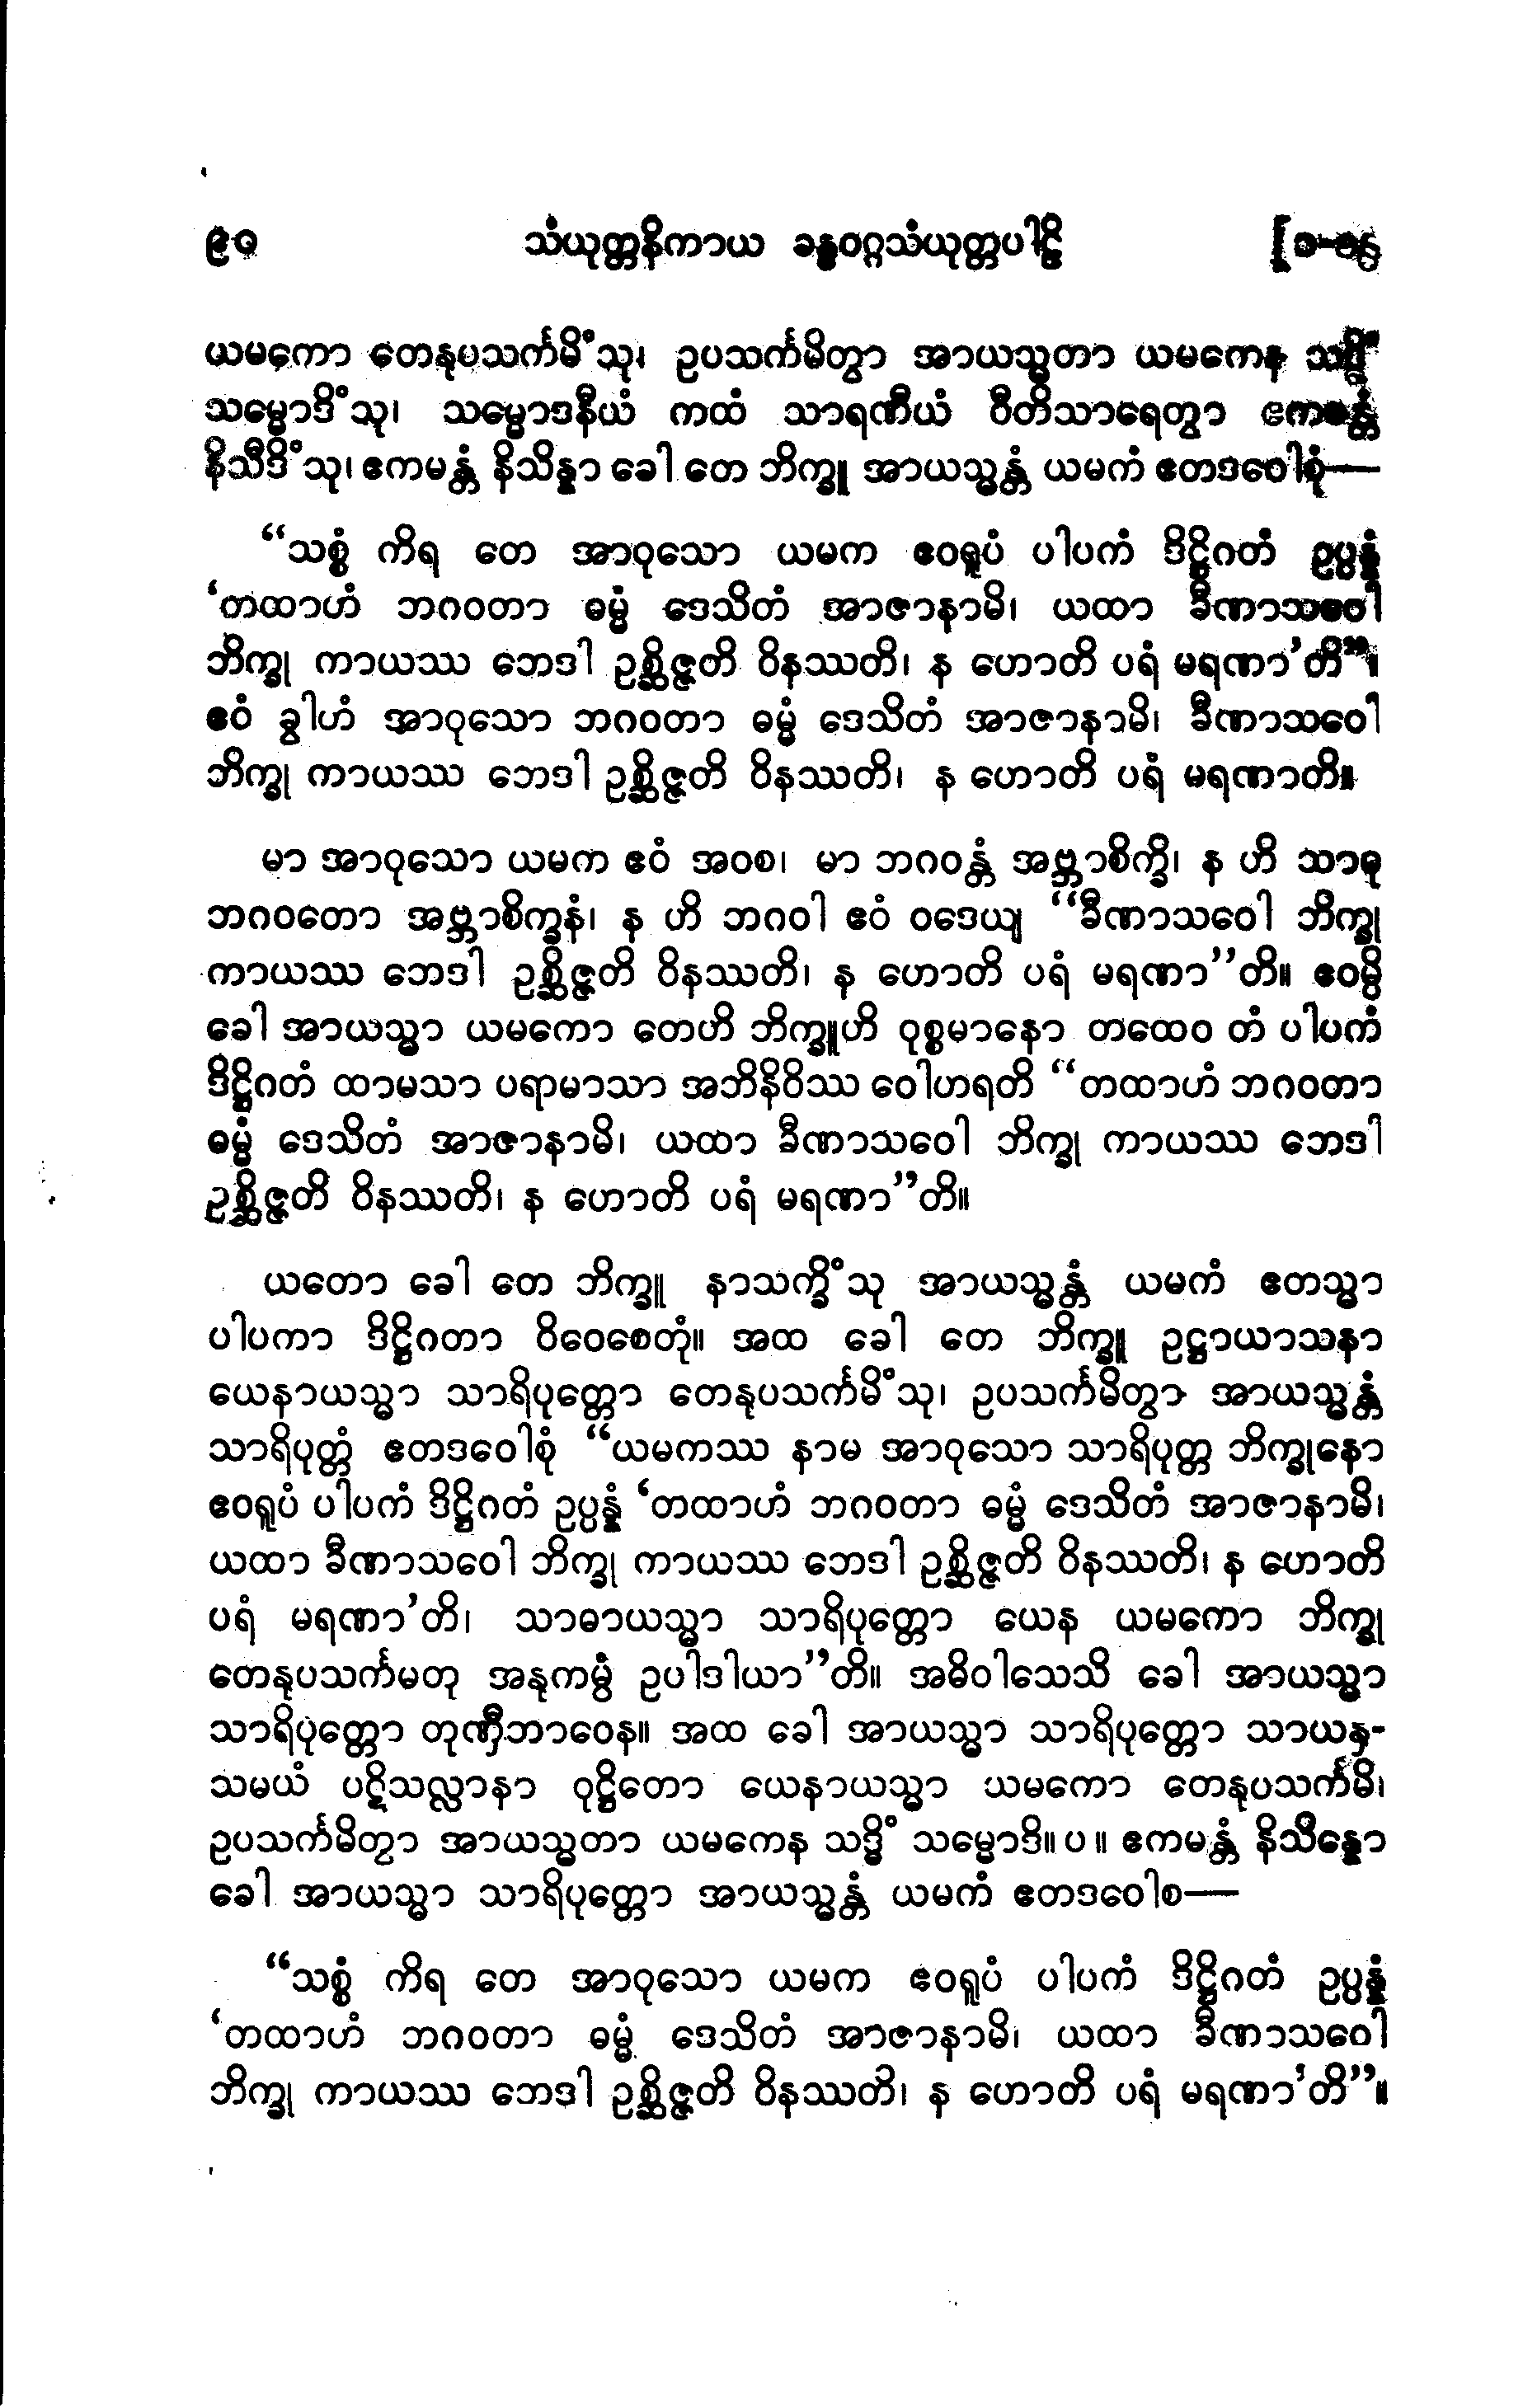 ၉၀ သံယုတ္တနိကာယ ခန္ဓဝဂ္ဂသံယုတ္တပါဠိ
ယမကော တေနုပသင်္ကမိံသု၊ ဥပသင်္ကမိတွာ အာယသ္မတာ ယမကေန သဒ္ဓိံ
သမ္မောဒိံသု၊ သမ္မောဒနီယံ ကထံ သာရဏီယံ ဝီတိသာရေတွာ ဧကမန္တံ
နိသီဒိံသု၊ ဧကမန္တံ နိသိန္နာ ခေါ တေ ဘိက္ခူ အာယသ္မန္တံ ယမကံ ဧတဒဝေါစုံ—
“သစ္စံ ကိရ တေ အာဝုသော ယမက ဧဝရူပံ ပါပကံ ဒိဋ္ဌိဂတံ ဥပ္ပန္နံ
‘တထာဟံ ဘဂဝတာ ဓမ္မံ ဒေသိတံ အာဇာနာမိ၊ ယထာ ခီဏာသဝေါ
ဘိက္ခု ကာယဿ ဘေဒါ ဥစ္ဆိဇ္ဇတိ ဝိနဿတိ၊ န ဟောတိ ပရံ မရဏာ’တိ”၊
ဧဝံ ခွါဟံ အာဝုသော ဘဂဝတာ ဓမ္မံ ဒေသိတံ အာဇာနာမိ၊ ခီဏာသဝေါ
ဘိက္ခု ကာယဿ ဘေဒါ ဥစ္ဆိဇ္ဇတိ ဝိနဿတိ၊ န ဟောတိ ပရံ မရဏာတိ။
မာ အာဝုသော ယမက ဧဝံ အဝစ၊ မာ ဘဂဝန္တံ အဗ္ဘာစိက္ခိ၊ န ဟိ သာဓု
ဘဂဝတော အဗ္ဘာစိက္ခနံ၊ န ဟိ ဘဂဝါ ဧဝံ ဝဒေယျ “ခီဏာသဝေါ ဘိက္ခု
ကာယဿ ဘေဒါ ဥစ္ဆိဇ္ဇတိ ဝိနဿတိ၊ န ဟောတိ ပရံ မရဏာ”တိ။ ဧဝမ္ပိ
ခေါ အာယသ္မာ ယမကော တေဟိ ဘိက္ခူဟိ ဝုစ္စမာနော တထေဝ တံ ပါပကံ
ဒိဋ္ဌိဂတံ ထာမသာ ပရာမာသာ အဘိနိဝိဿ ဝေါဟရတိ “တထာဟံ ဘဂဝတာ
ဓမ္မံ ဒေသိတံ အာဇာနာမိ၊ ယထာ ခီဏာသဝေါ ဘိက္ခု ကာယဿ ဘေဒါ
ဥစ္ဆိဇ္ဇတိ ဝိနဿတိ၊ န ဟောတိ ပရံ မရဏာ”တိ။
ယတော ခေါ တေ ဘိက္ခူ နာသက္ခိံသု အာယသ္မန္တံ ယမကံ ဧတသ္မာ
ပါပကာ ဒိဋ္ဌိဂတာ ဝိဝေစေတုံ။ အထ ခေါ တေ ဘိက္ခူ ဥဋ္ဌာယာသနာ
ယေနာယသ္မာ သာရိပုတ္တော တေနုပသင်္ကမိံသု၊ ဥပသင်္ကမိတွာ အာယသ္မန္တံ
သာရိပုတ္တံ ဧတဒဝေါစုံ “ယမကဿ နာမ အာဝုသော သာရိပုတ္တ ဘိက္ခုနော
ဧဝရူပံ ပါပကံ ဒိဋ္ဌိဂတံ ဥပ္ပန္နံ ‘တထာဟံ ဘဂဝတာ ဓမ္မံ ဒေသိတံ အာဇာနာမိ၊
ယထာ ခီဏာသဝေါ ဘိက္ခု ကာယဿ ဘေဒါ ဥစ္ဆိဇ္ဇတိ ဝိနဿတိ၊ န ဟောတိ
ပရံ မရဏာ’တိ၊ သာဓာယသ္မာ သာရိပုတ္တော ယေန ယမကော ဘိက္ခု
တေနုပသင်္ကမတု အနုကမ္ပံ ဥပါဒါယာ”တိ။ အဓိဝါသေသိ ခေါ အာယသ္မာ
သာရိပုတ္တော တုဏှီဘာဝေန။ အထ ခေါ အာယသ္မာ သာရိပုတ္တော သာယနှ-
သမယံ ပဋိသလ္လာနာ ဝုဋ္ဌိတော ယေနာယသ္မာ ယမကော တေနုပသင်္ကမိ၊
ဥပသင်္ကမိတွာ အာယသ္မတာ ယမကေန သဒ္ဓိံ သမ္မောဒိ။ ပ ။ ဧကမန္တံ နိသိန္နော
ခေါ အာယသ္မာ သာရိပုတ္တော အာယသ္မန္တံ ယမကံ ဧတဒဝေါစ—
“သစ္စံ ကိရ တေ အာဝုသော ယမက ဧဝရူပံ ပါပကံ ဒိဋ္ဌိဂတံ ဥပ္ပန္နံ
‘တထာဟံ ဘဂဝတာ ဓမ္မံ ဒေသိတံ အာဇာနာမိ၊ ယထာ ခီဏာသဝေါ
ဘိက္ခု ကာယဿ ဘေဒါ ဥစ္ဆိဇ္ဇတိ ဝိနဿတိ၊ န ဟောတိ ပရံ မရဏာ’တိ”။